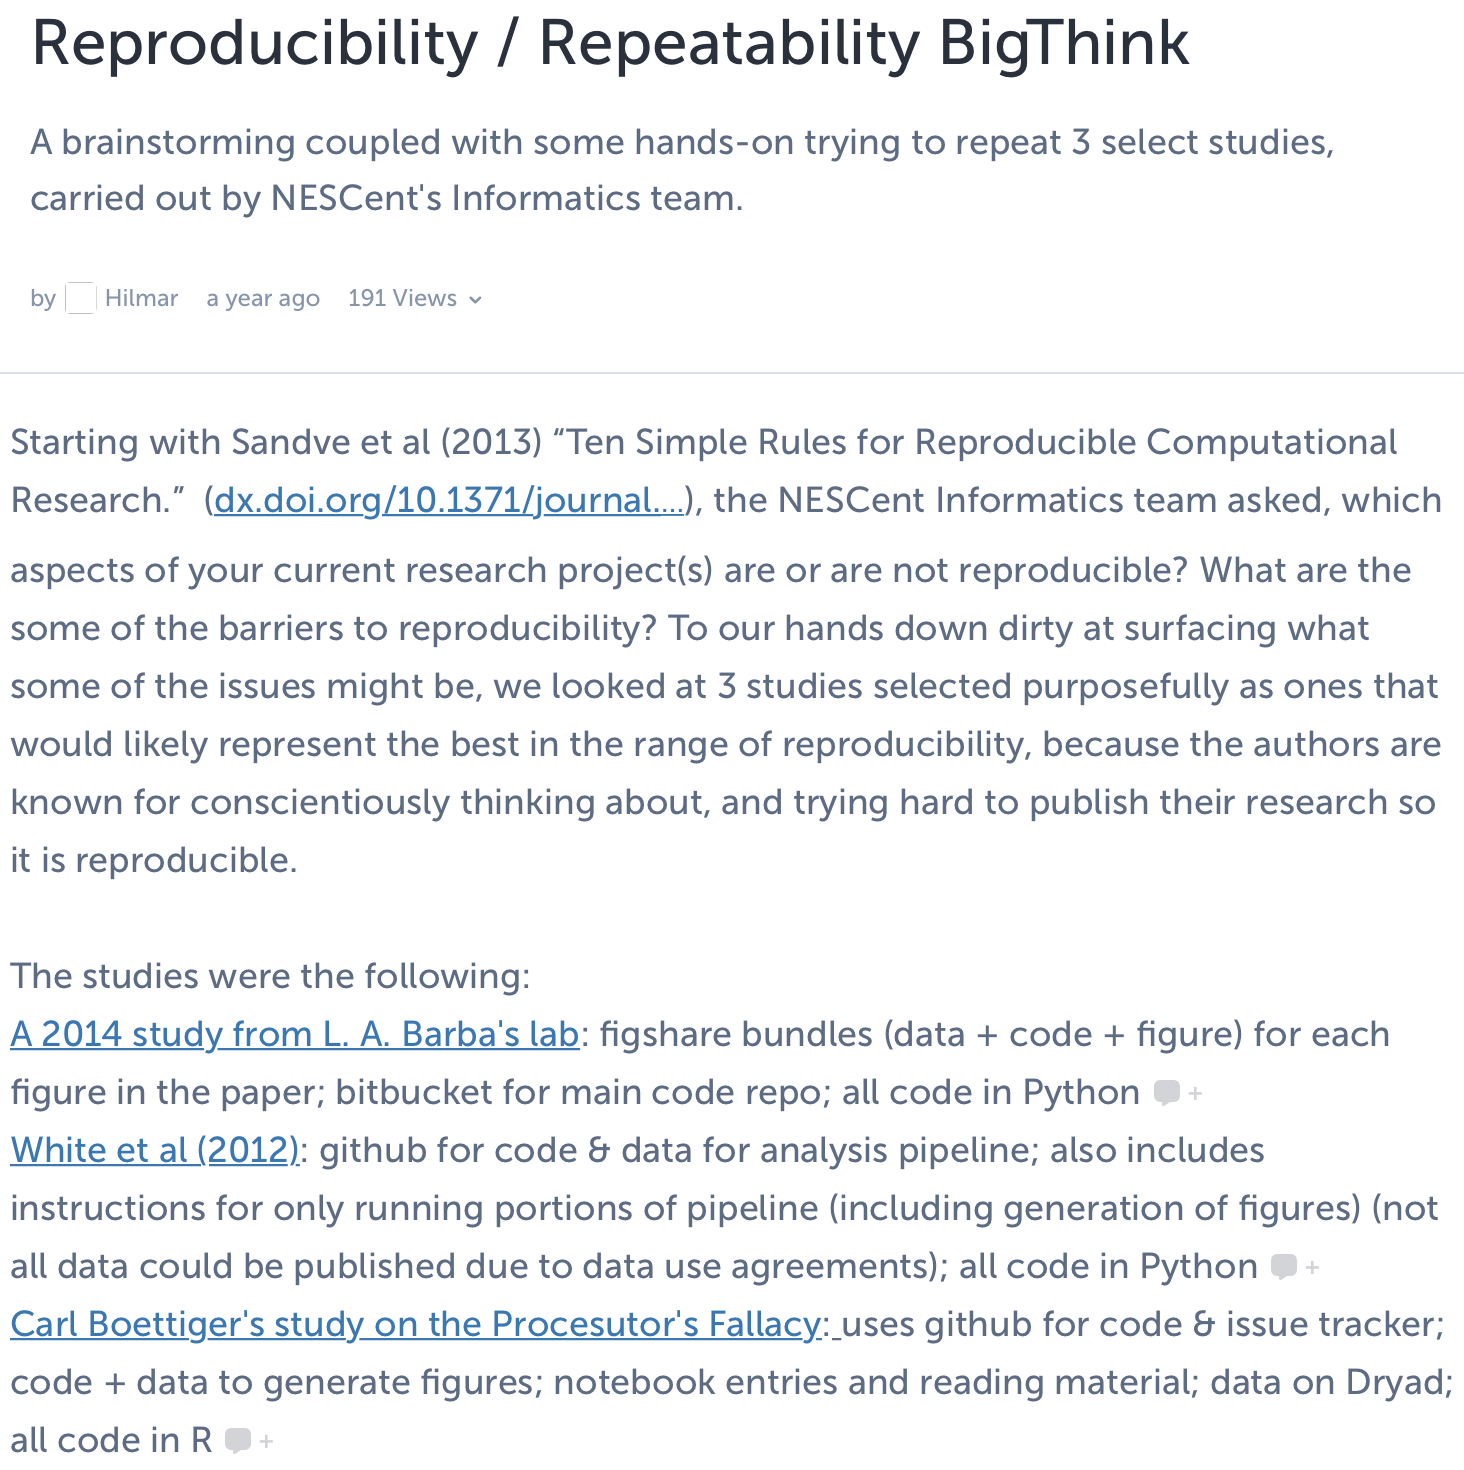 Reproducibility / Repeatability BigThink
A brainstorming coupled with some hands-on trying to repeat 3 select studies,
carried out by NESCent's Informatics team.
by Hilmar a year ago 191 Views
Starting with Sandve et al (2013) “Ten Simple Rules for Reproducible Computational
Research.” (dx.doi.org/10.1371/journal....), the NESCent Informatics team asked, which
aspects of your current research project(s) are or are not reproducible? What are the
some of the barriers to reproducibility? To our hands down dirty at surfacing what
some of the issues might be, we looked at 3 studies selected purposefully as ones that
would likely represent the best in the range of reproducibility, because the authors are
known for conscientiously thinking about, and trying hard to publish their research so
it is reproducible.
The studies were the following:
A 2014 study from L. A. Barba's lab: figshare bundles (data + code + figure) for each
figure in the paper; bitbucket for main code repo; all code in Python +
White et al (2012): github for code & data for analysis pipeline; also includes
instructions for only running portions of pipeline (including generation of figures) (not
all data could be published due to data use agreements); all code in Python +
Carl Boettiger's study on the Procesutor's Fallacy: uses github for code & issue tracker;
code + data to generate figures; notebook entries and reading material; data on Dryad;
all code in R +